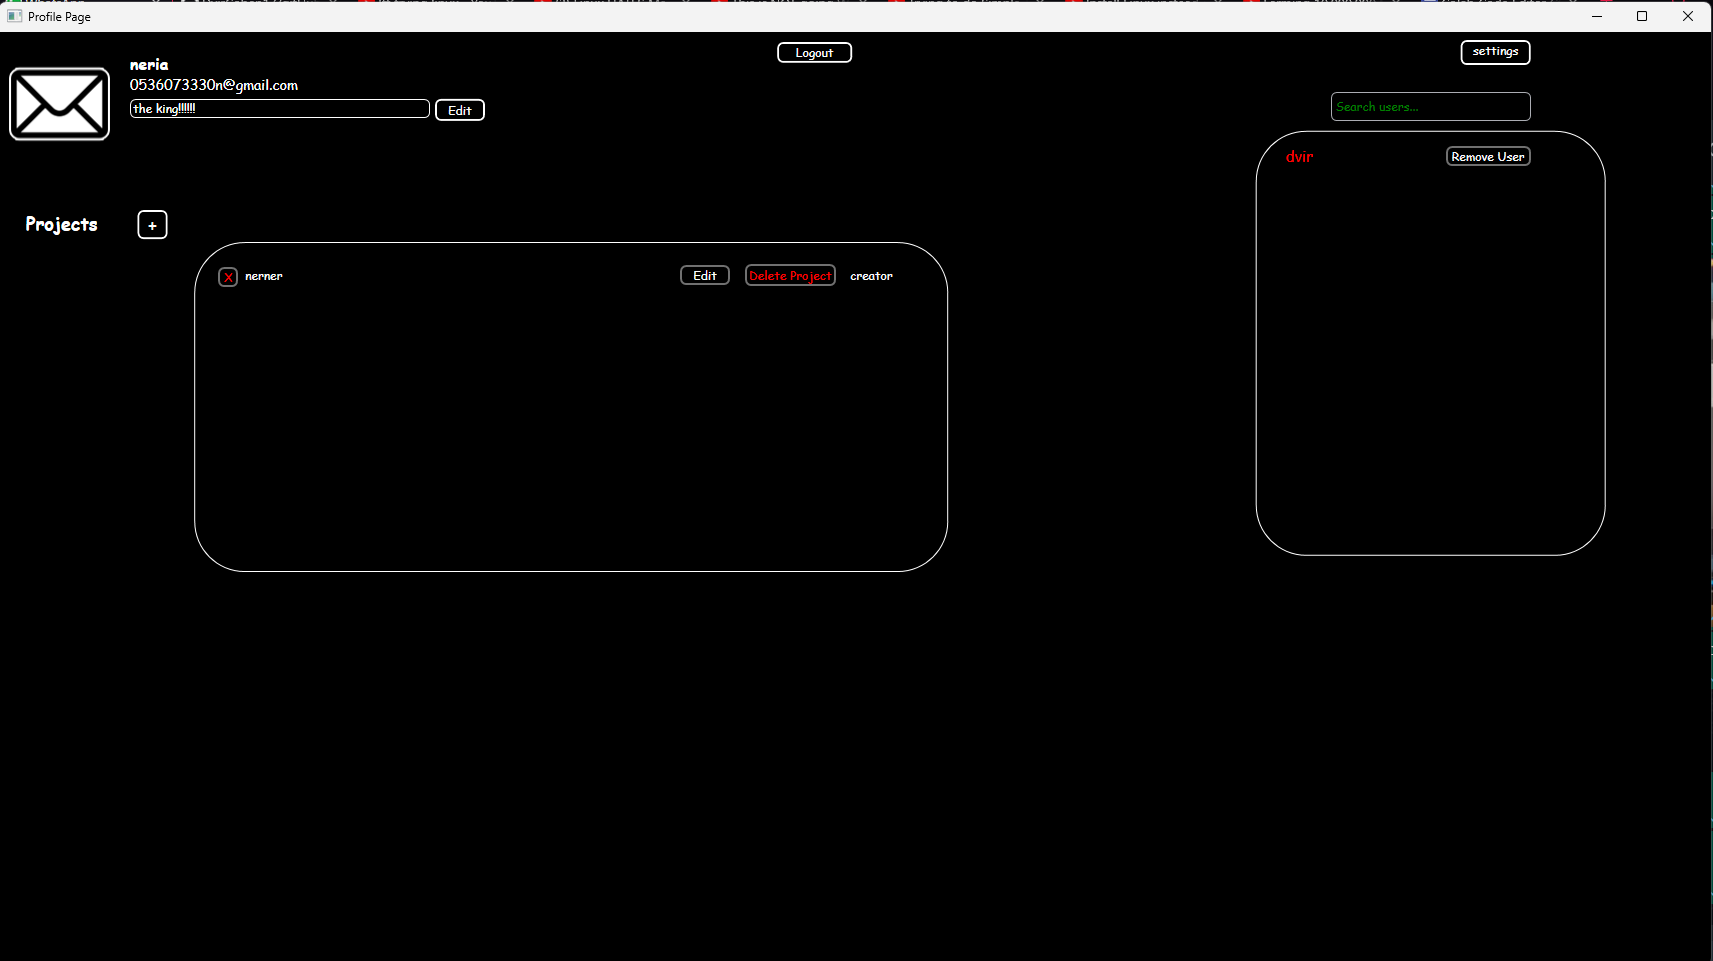 Profile Page
Logout
settings
neria
0536073330n@gmail.com
the king!!!!!!
Edit
Search users...
dvir
Remove User
Projects
+
X
nerner
Edit
Delete Project
creator